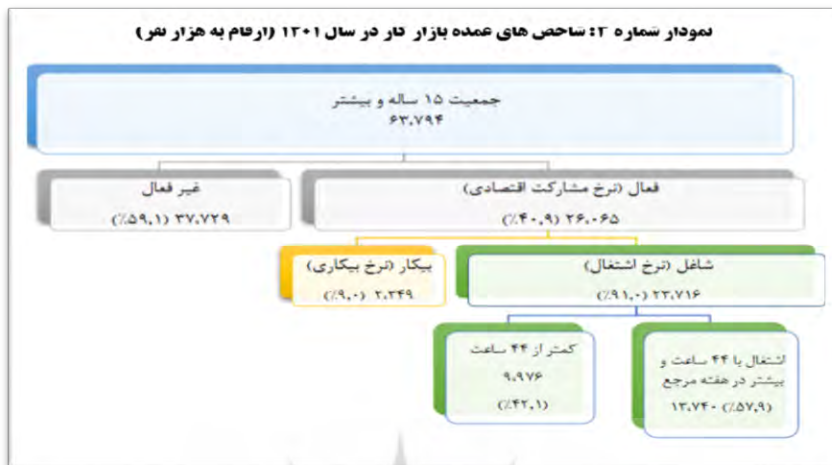 نمودار شماره ۳: شاخص های عمده بازار کار در سال ۱۴۰۱ (ارقام به هزار نفر)
جمعیت ۱۵ ساله و بیشتر
۶۳,۷۹۴
فعال (نرخ مشارکت اقتصادی)
۲۶,۰۶۵ (٪۴۰,۹)
غیر فعال
۳۷,۷۲۹ (٪۵۹,۱)
شاغل (نرخ اشتغال)
۲۳,۷۱۶ (٪۹۱,۰)
بیکار (نرخ بیکاری)
۲,۳۴۹ (٪۹,۰)
اشتغال با ۴۴ ساعت و
بیشتر در هفته مرجع
۱۳,۷۴۰ (٪۵۷,۹)
کمتر از ۴۴ ساعت
۹,۹۷۶
(٪۴۲,۱)